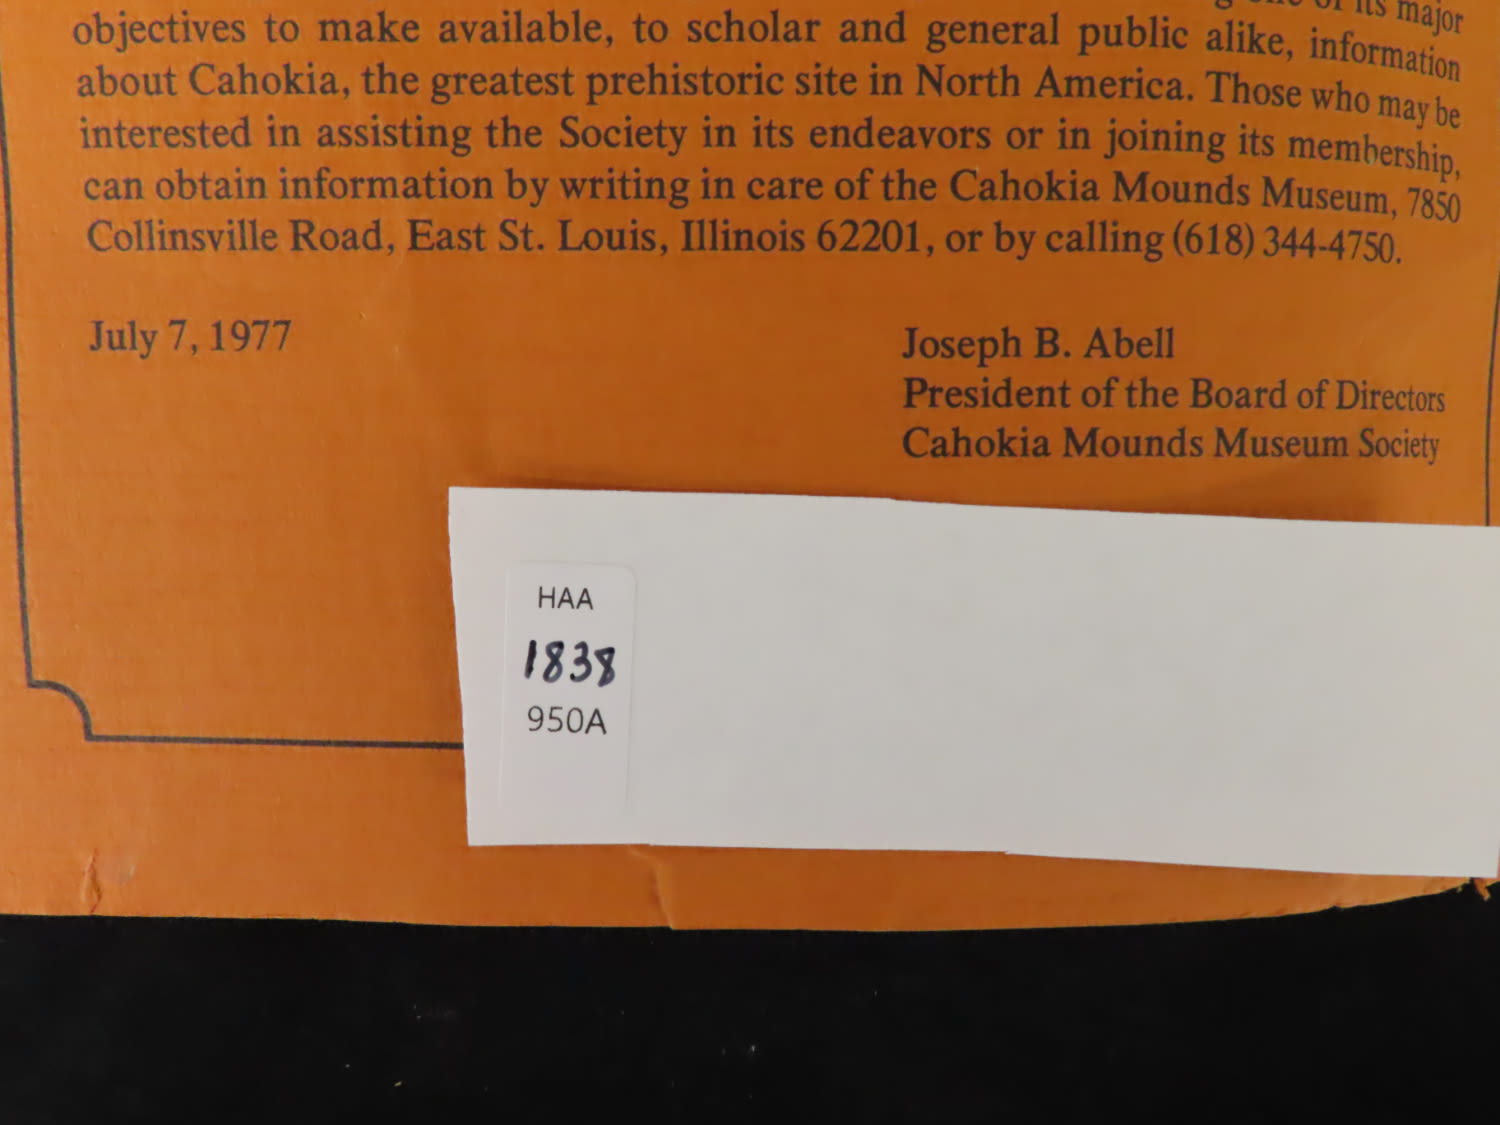 of its major
objectives to make available, to scholar and general public alike, information
about Cahokia, the greatest prehistoric site in North America. Those who may be
interested in assisting the Society in its endeavors or in joining its membership,
can obtain information by writing in care of the Cahokia Mounds Museum, 7850
Collinsville Road, East St. Louis, Illinois 62201, or by calling (618) 344-4750.
July 7, 1977
Joseph B. Abell
President of the Board of Directors
Cahokia Mounds Museum Society
HAA
1838
950A